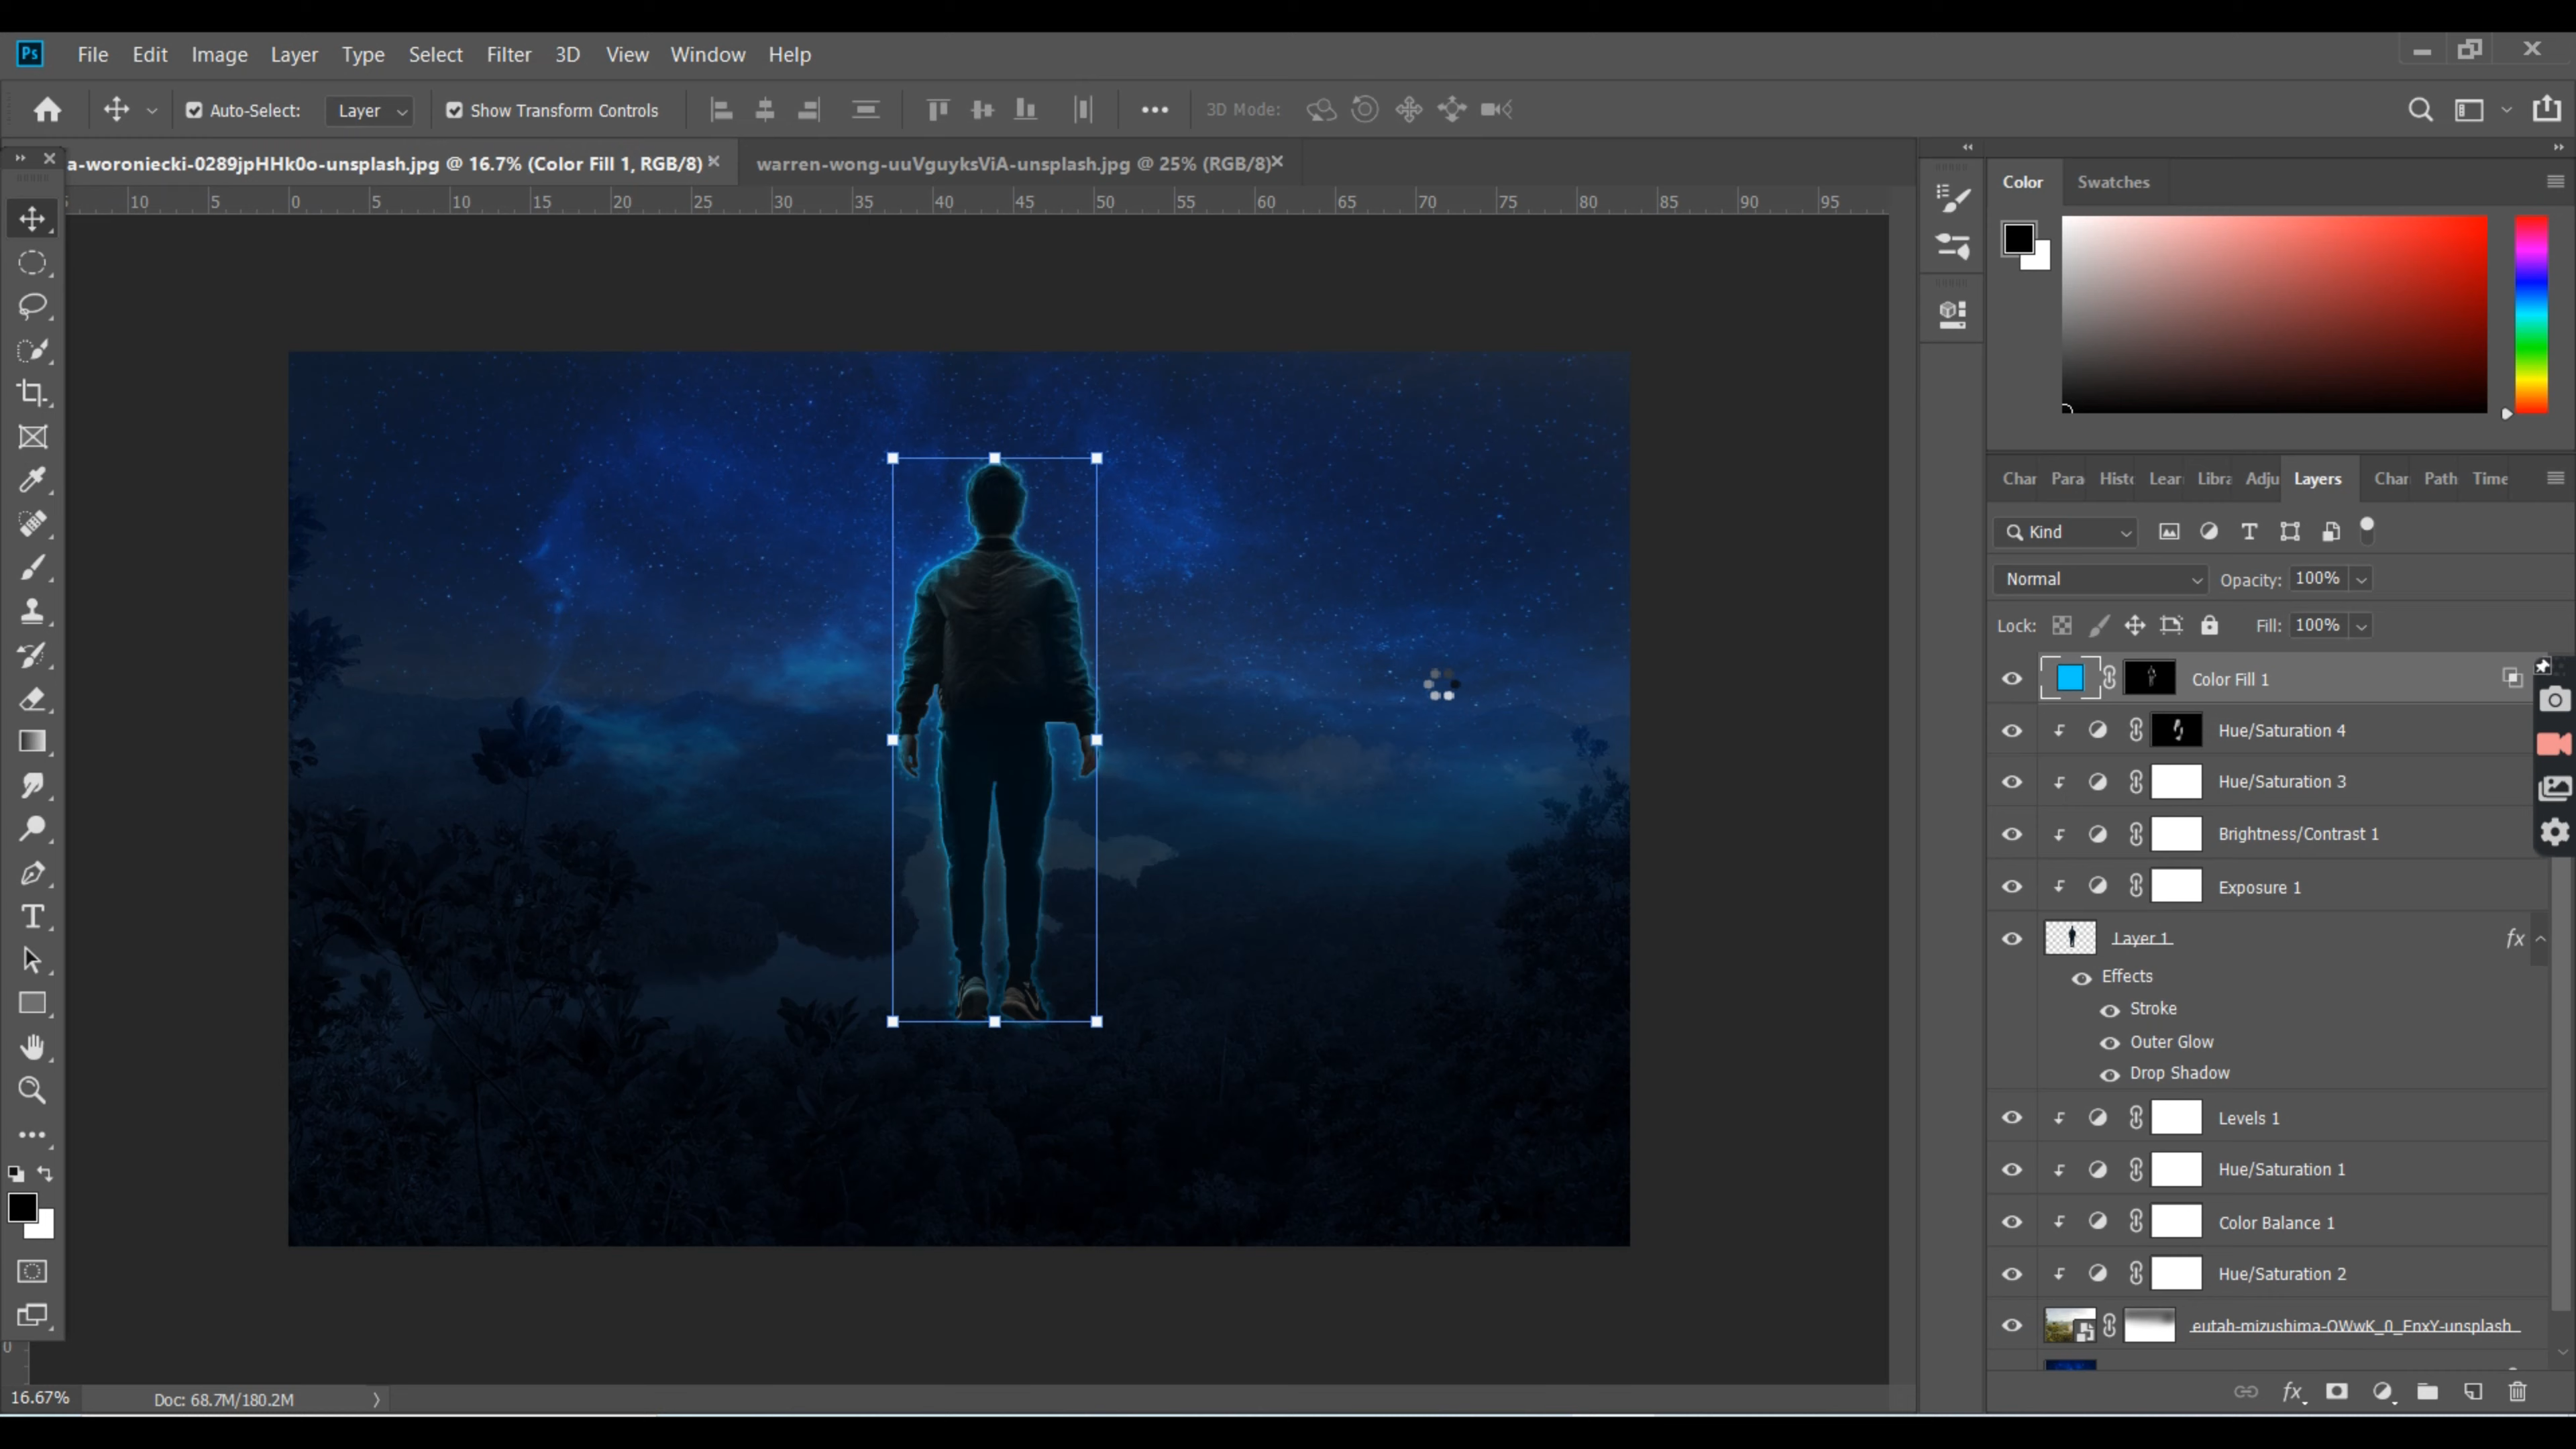 Ps File Edit Image Layer Type Select Filter 3D View Window Help
Auto-Select: Layer Show Transform Controls 3D Mode:
a-woroniecki-0289jpHHk0o-unsplash.jpg @ 16.7% (Color Fill 1, RGB/8) warren-wong-uuVguyksViA-unsplash.jpg @ 25% (RGB/8)
10 5 0 5 10 15 20 25 30 35 40 45 50 55 60 65 70 75 80 85 90 95
Color Swatches
Char Para Histo Lear Libra Adju Layers Char Path Time
Kind
Normal Opacity: 100%
Lock: Fill: 100%
Color Fill 1
Hue/Saturation 4
Hue/Saturation 3
Brightness/Contrast 1
Exposure 1
Layer 1 fx
Effects
Stroke
Outer Glow
Drop Shadow
Levels 1
Hue/Saturation 1
Color Balance 1
Hue/Saturation 2
eutah-mizushima-OWwK_0_EnxY-unsplash
0
16.67% Doc: 68.7M/180.2M
fx